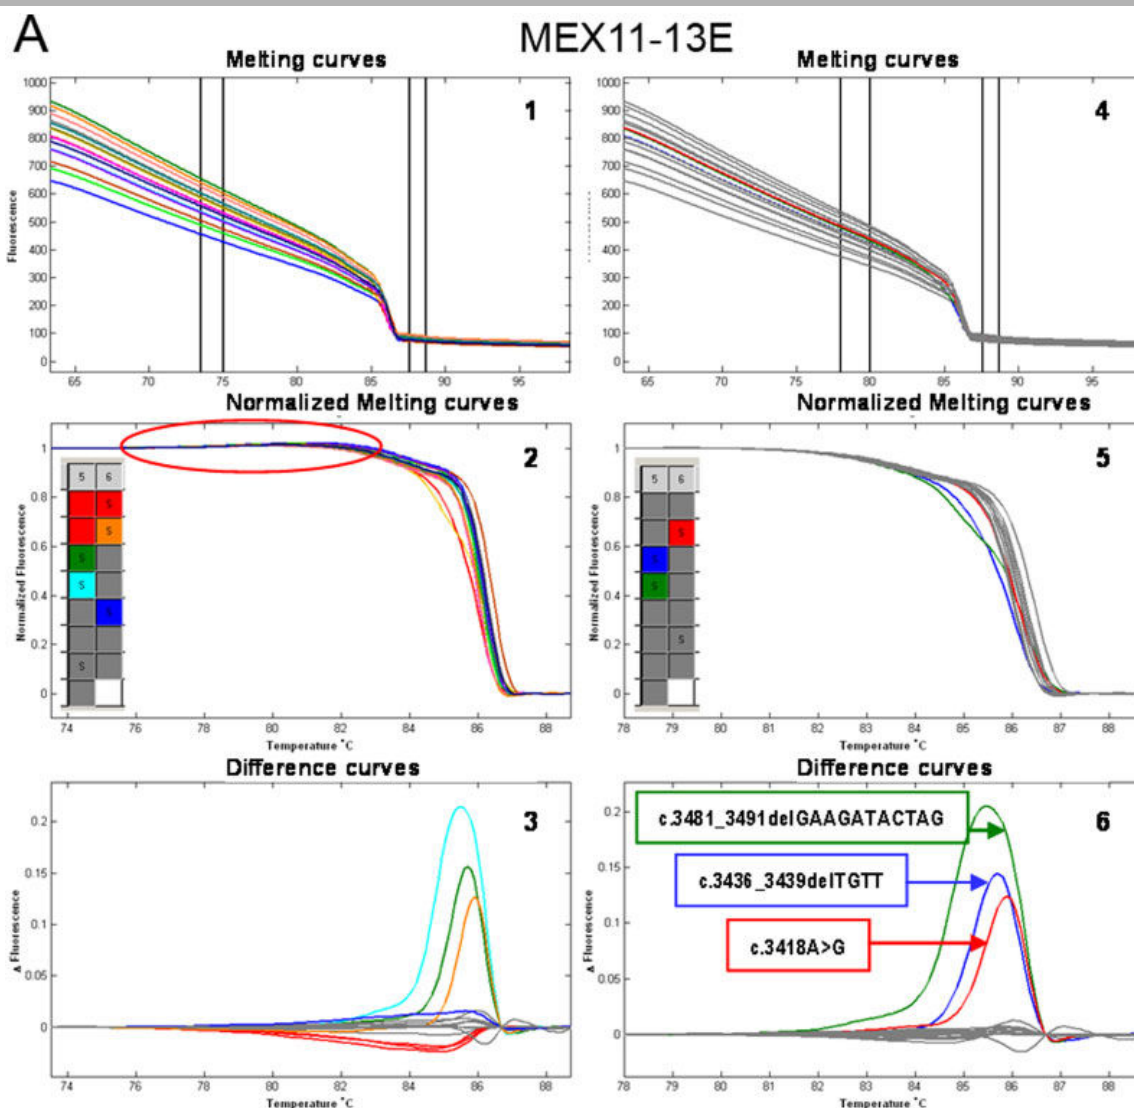 A
MEX11-13E
Melting curves
1
1000
900
800
700
600
500
400
300
200
100
0
Fluorescence
65 70 75 80 85 90 95
Melting curves
4
1000
900
800
700
600
500
400
300
200
100
0
65 70 75 80 85 90 95
Normalized Melting curves
2
1
0.8
0.6
0.4
0.2
0
Normalized Fluorescence
5 6
S
S
S
S
S
74 76 78 80 82 84 86 88
Temperature °C
Normalized Melting curves
5
1
0.8
0.6
0.4
0.2
0
Normalized Fluorescence
5 6
S
S
S
S
78 79 80 81 82 83 84 85 86 87 88
Temperature °C
Difference curves
3
0.2
0.15
0.1
0.05
0
Δ Fluorescence
74 76 78 80 82 84 86 88
Temperature °C
Difference curves
6
0.2
0.15
0.1
0.05
0
Δ Fluorescence
c.3481_3491delGAAGATACTAG
c.3436_3439delTGTT
c.3418A>G
78 79 80 81 82 83 84 85 86 87 88
Temperature °C